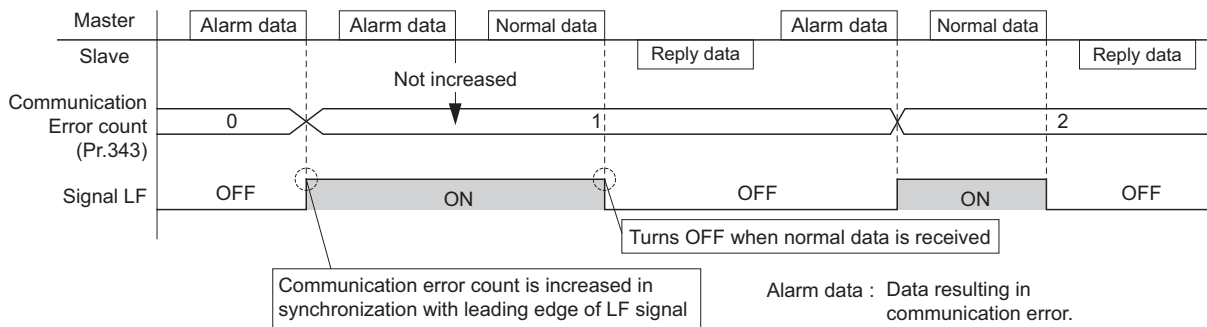 Master
Alarm data
Alarm data
Normal data
Alarm data
Normal data
Slave
Reply data
Reply data
Not increased
Communication
Error count
(Pr.343)
0
1
2
Signal LF
OFF
ON
OFF
ON
OFF
Turns OFF when normal data is received
Communication error count is increased in
synchronization with leading edge of LF signal
Alarm data : Data resulting in
communication error.